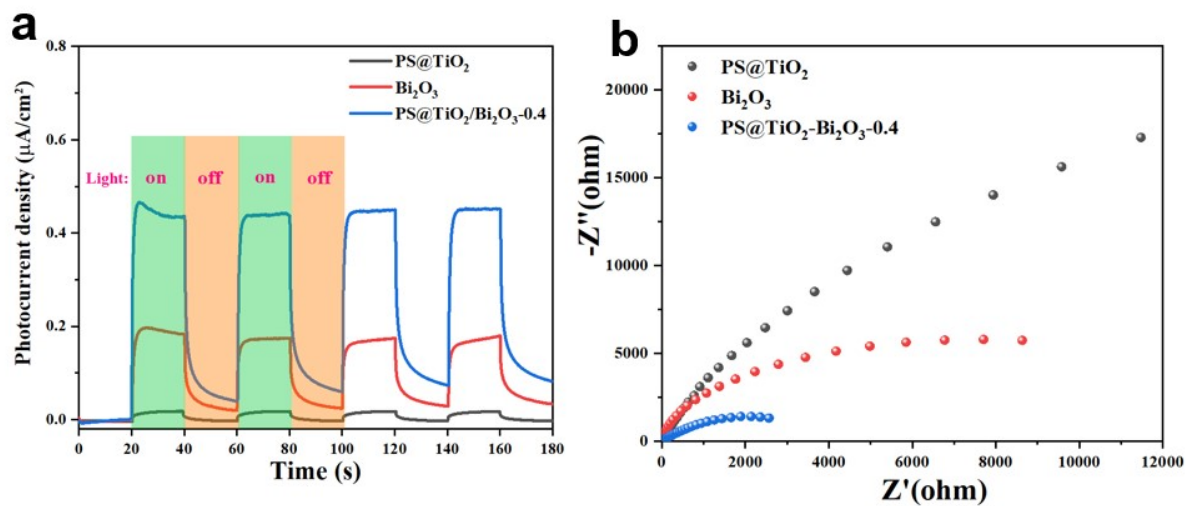 a
0.8
0.6
0.4
0.2
0.0
Photocurrent density (μA/cm²)
PS@TiO₂
Bi₂O₃
PS@TiO₂/Bi₂O₃-0.4
Light: on off on off
0 20 40 60 80 100 120 140 160 180
Time (s)
b
20000
15000
10000
5000
0
-Z''(ohm)
PS@TiO₂
Bi₂O₃
PS@TiO₂-Bi₂O₃-0.4
0 2000 4000 6000 8000 10000 12000
Z'(ohm)